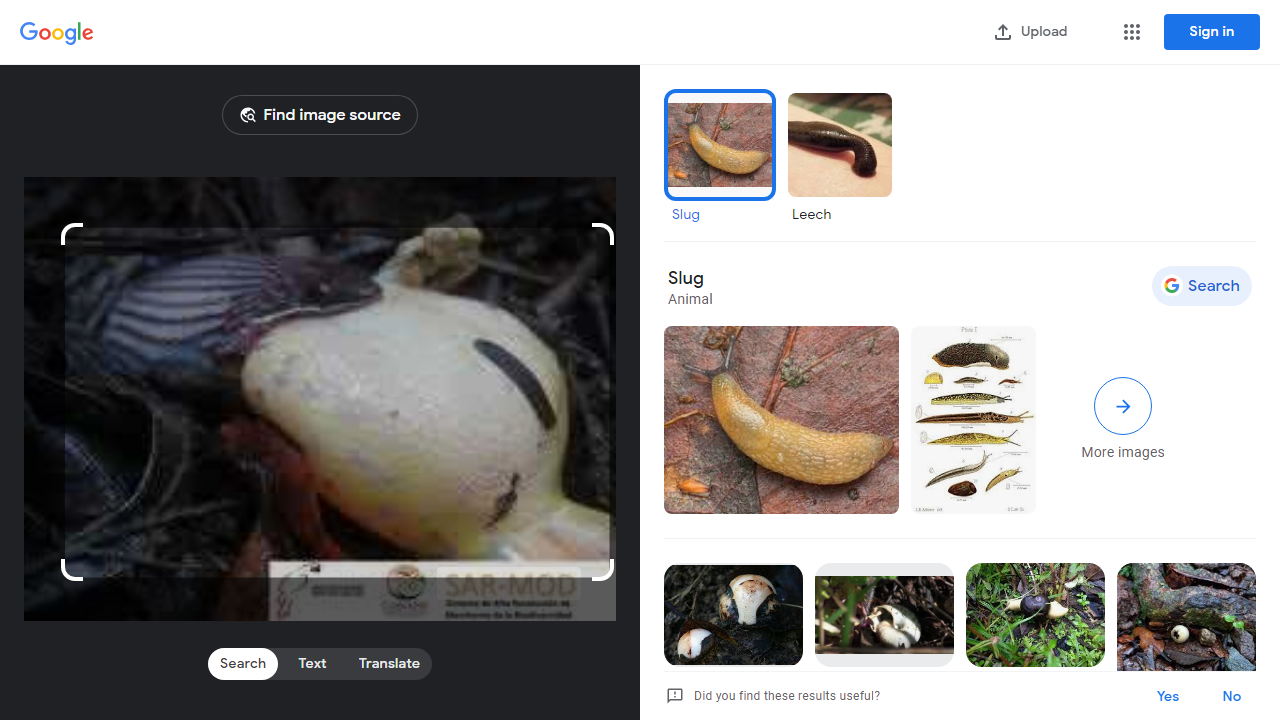 Google
Upload
Sign in
Find image source
Slug
Leech
Slug
Animal
Search
More images
SAR-MOD
Search
Text
Translate
Did you find these results useful?
Yes
No